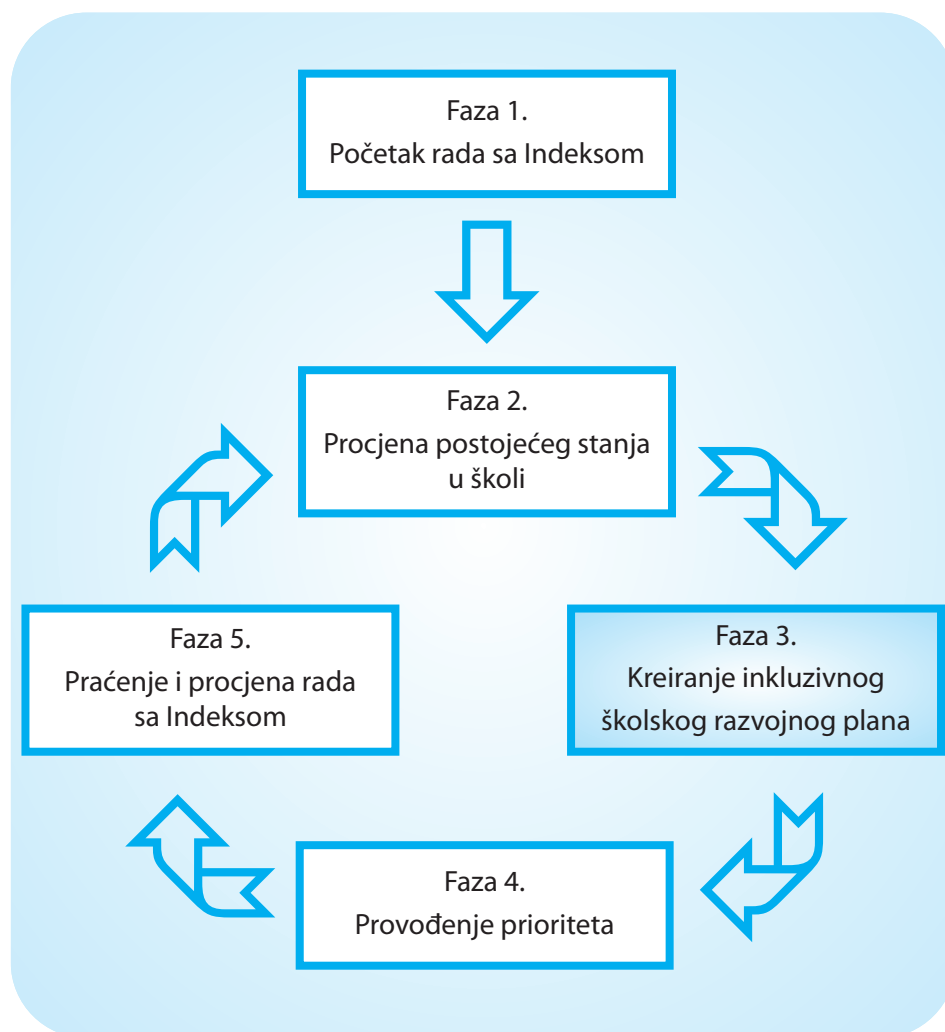 Faza 1.
Početak rada sa Indeksom
Faza 2.
Procjena postojećeg stanja
u školi
Faza 3.
Kreiranje inkluzivnog
školskog razvojnog plana
Faza 4.
Provođenje prioriteta
Faza 5.
Praćenje i procjena rada
sa Indeksom